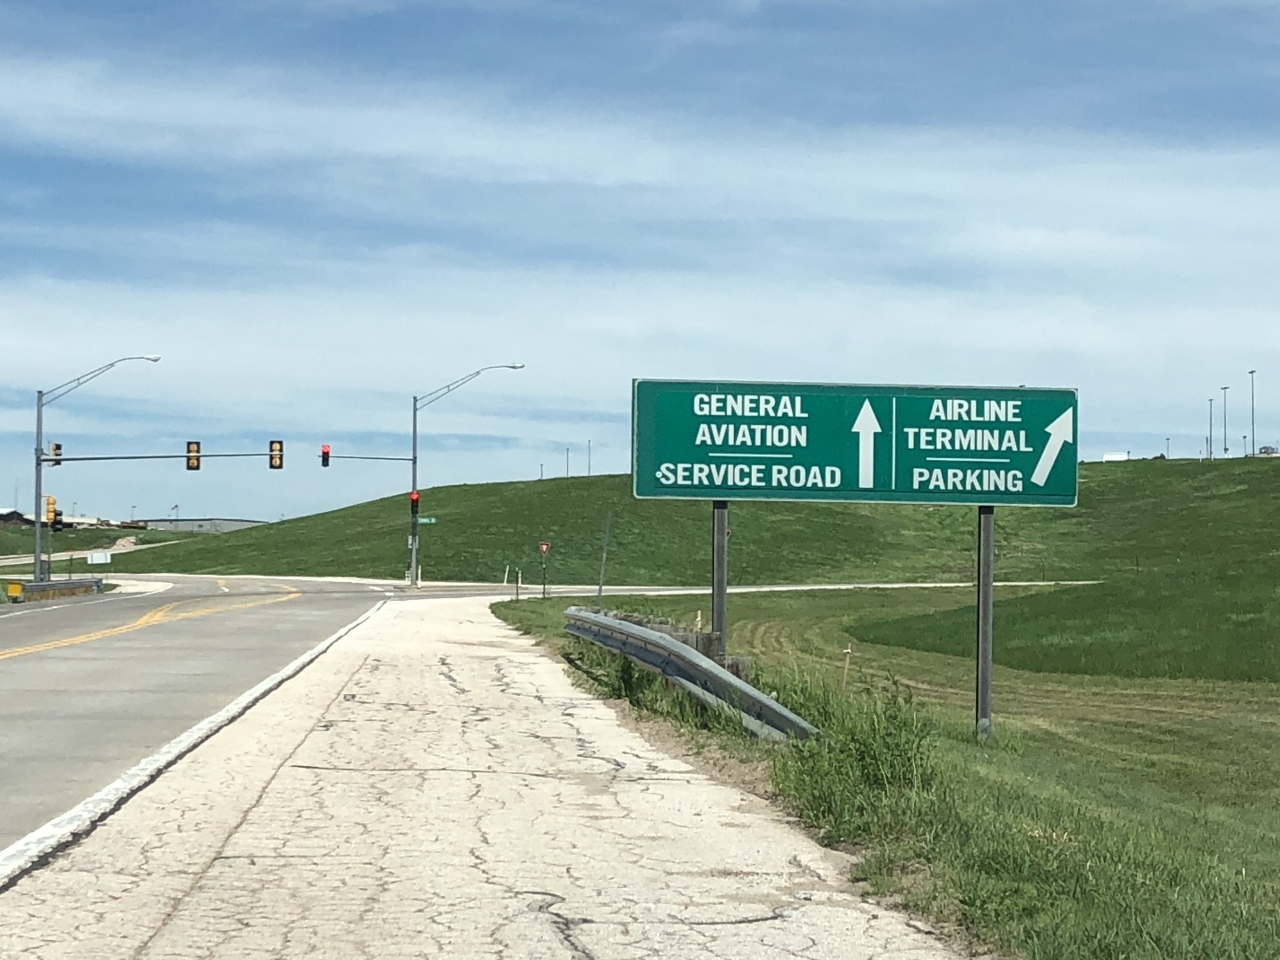 GENERAL
AVIATION
SERVICE ROAD
AIRLINE
TERMINAL
PARKING